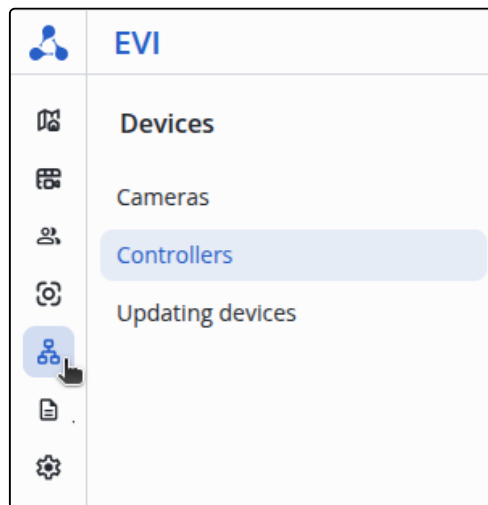 EVI
Devices
Cameras
Controllers
Updating devices